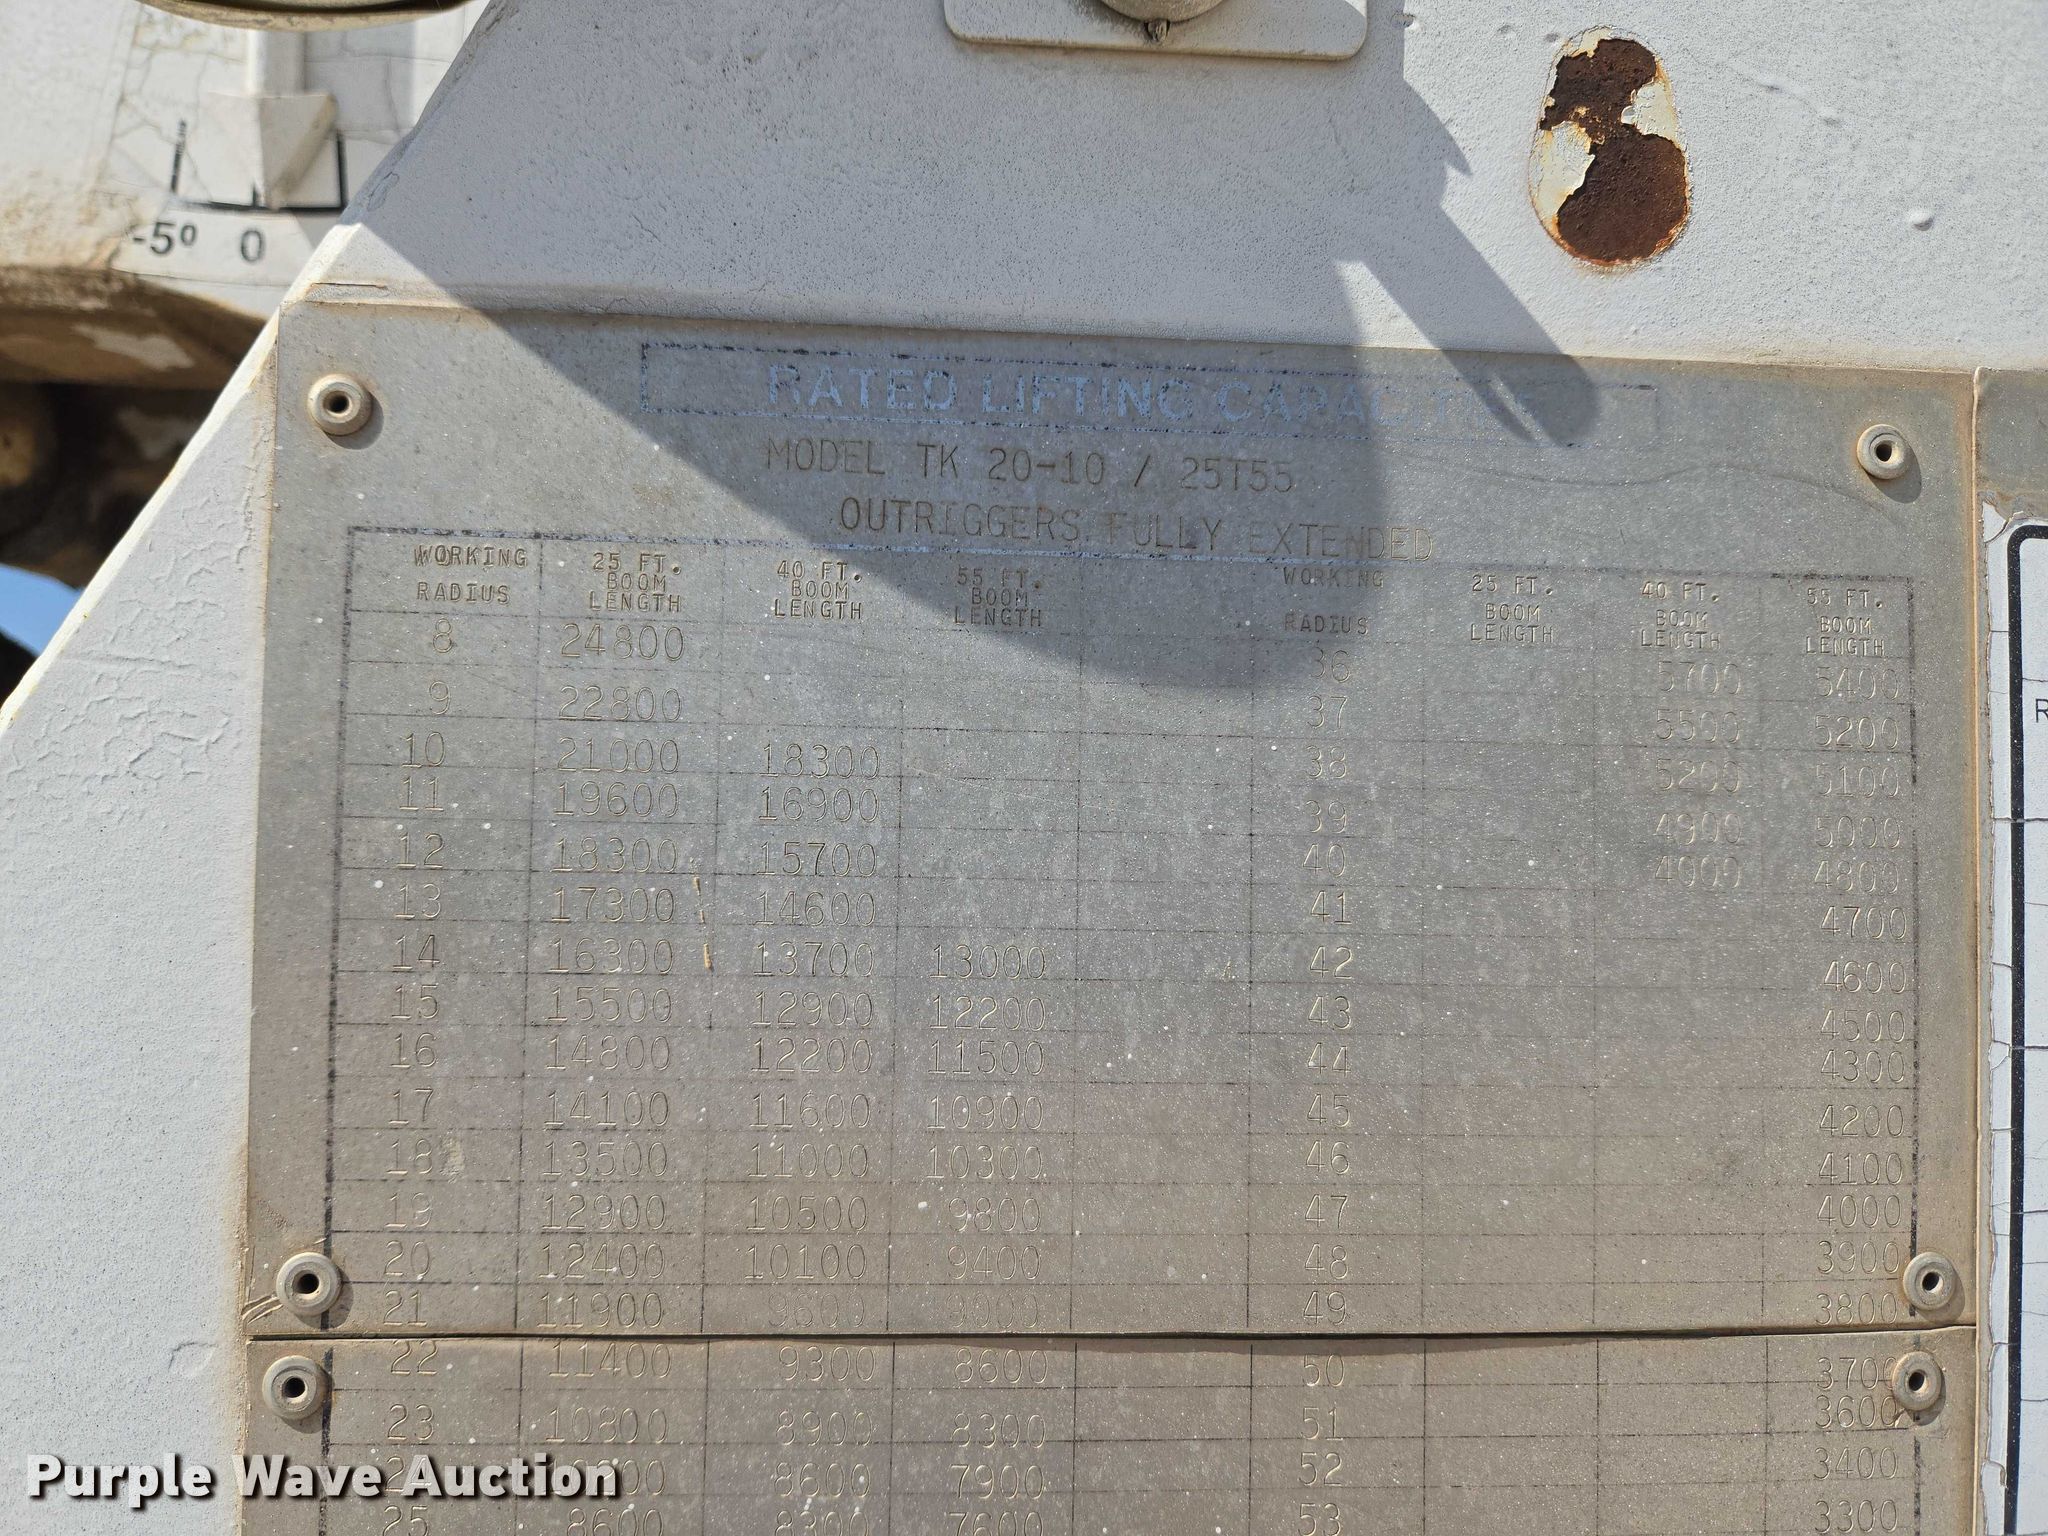 -5º 0
RATED LIFTING CAPACITIES
MODEL TK 20-10 / 25T55
OUTRIGGERS FULLY EXTENDED
WORKING RADIUS 25 FT. BOOM LENGTH 40 FT. BOOM LENGTH 55 FT. BOOM LENGTH WORKING RADIUS 25 FT. BOOM LENGTH 40 FT. BOOM LENGTH 55 FT. BOOM LENGTH
8 24800 36 5700 5400
9 22800 37 5500 5200
10 21000 18300 38 5200 5100
11 19600 16900 39 4900 5000
12 18300 15700 40 4000 4800
13 17300 14600 41 4700
14 16300 13700 13000 42 4600
15 15500 12900 12200 43 4500
16 14800 12200 11500 44 4300
17 14100 11600 10900 45 4200
18 13500 11000 10300 46 4100
19 12900 10500 9800 47 4000
20 12400 10100 9400 48 3900
21 11900 9600 9000 49 3800
22 11400 9300 8600 50 3700
23 10800 8900 8300 51 3600
8600 7900 52 3400
25 8600 8300 7600 53 3300
R
Purple Wave Auction